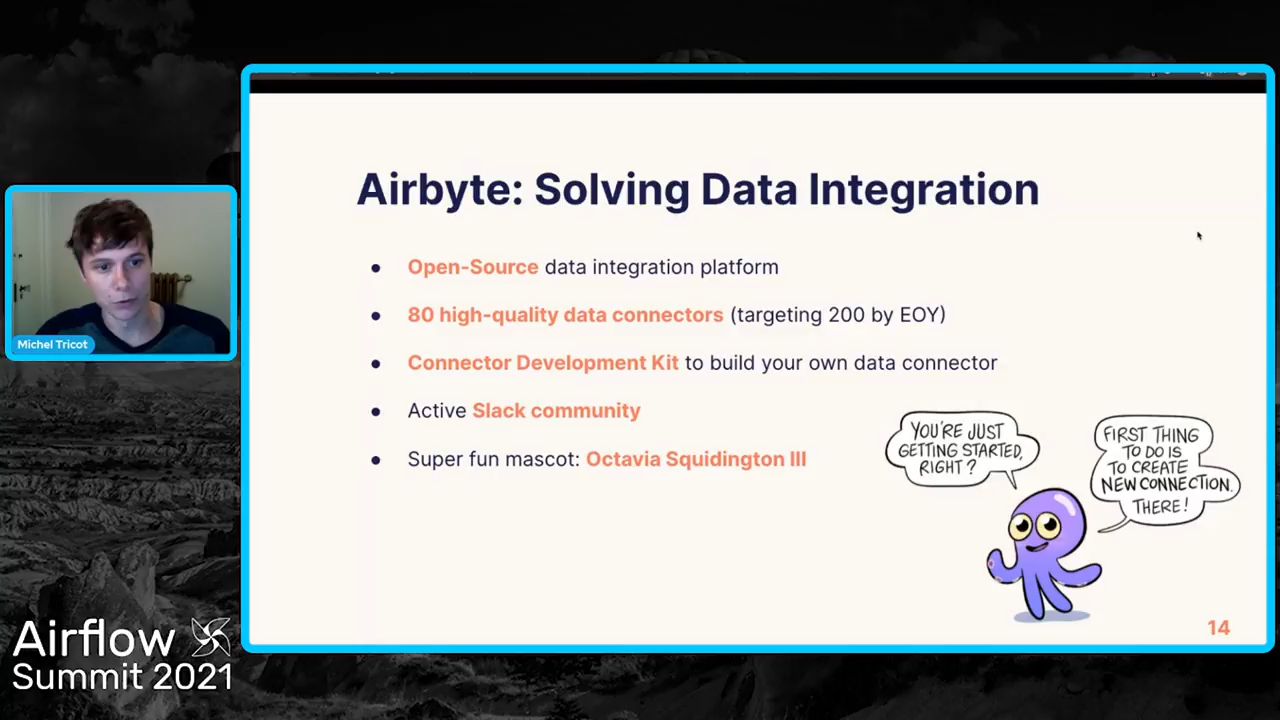 Airbyte: Solving Data Integration
● Open-Source data integration platform
● 80 high-quality data connectors (targeting 200 by EOY)
● Connector Development Kit to build your own data connector
● Active Slack community
● Super fun mascot: Octavia Squidington III
YOU'RE JUST
GETTING STARTED,
RIGHT?
FIRST THING
TO DO IS
TO CREATE
NEW CONNECTION.
THERE!
14
Michel Tricot
Airflow
Summit 2021